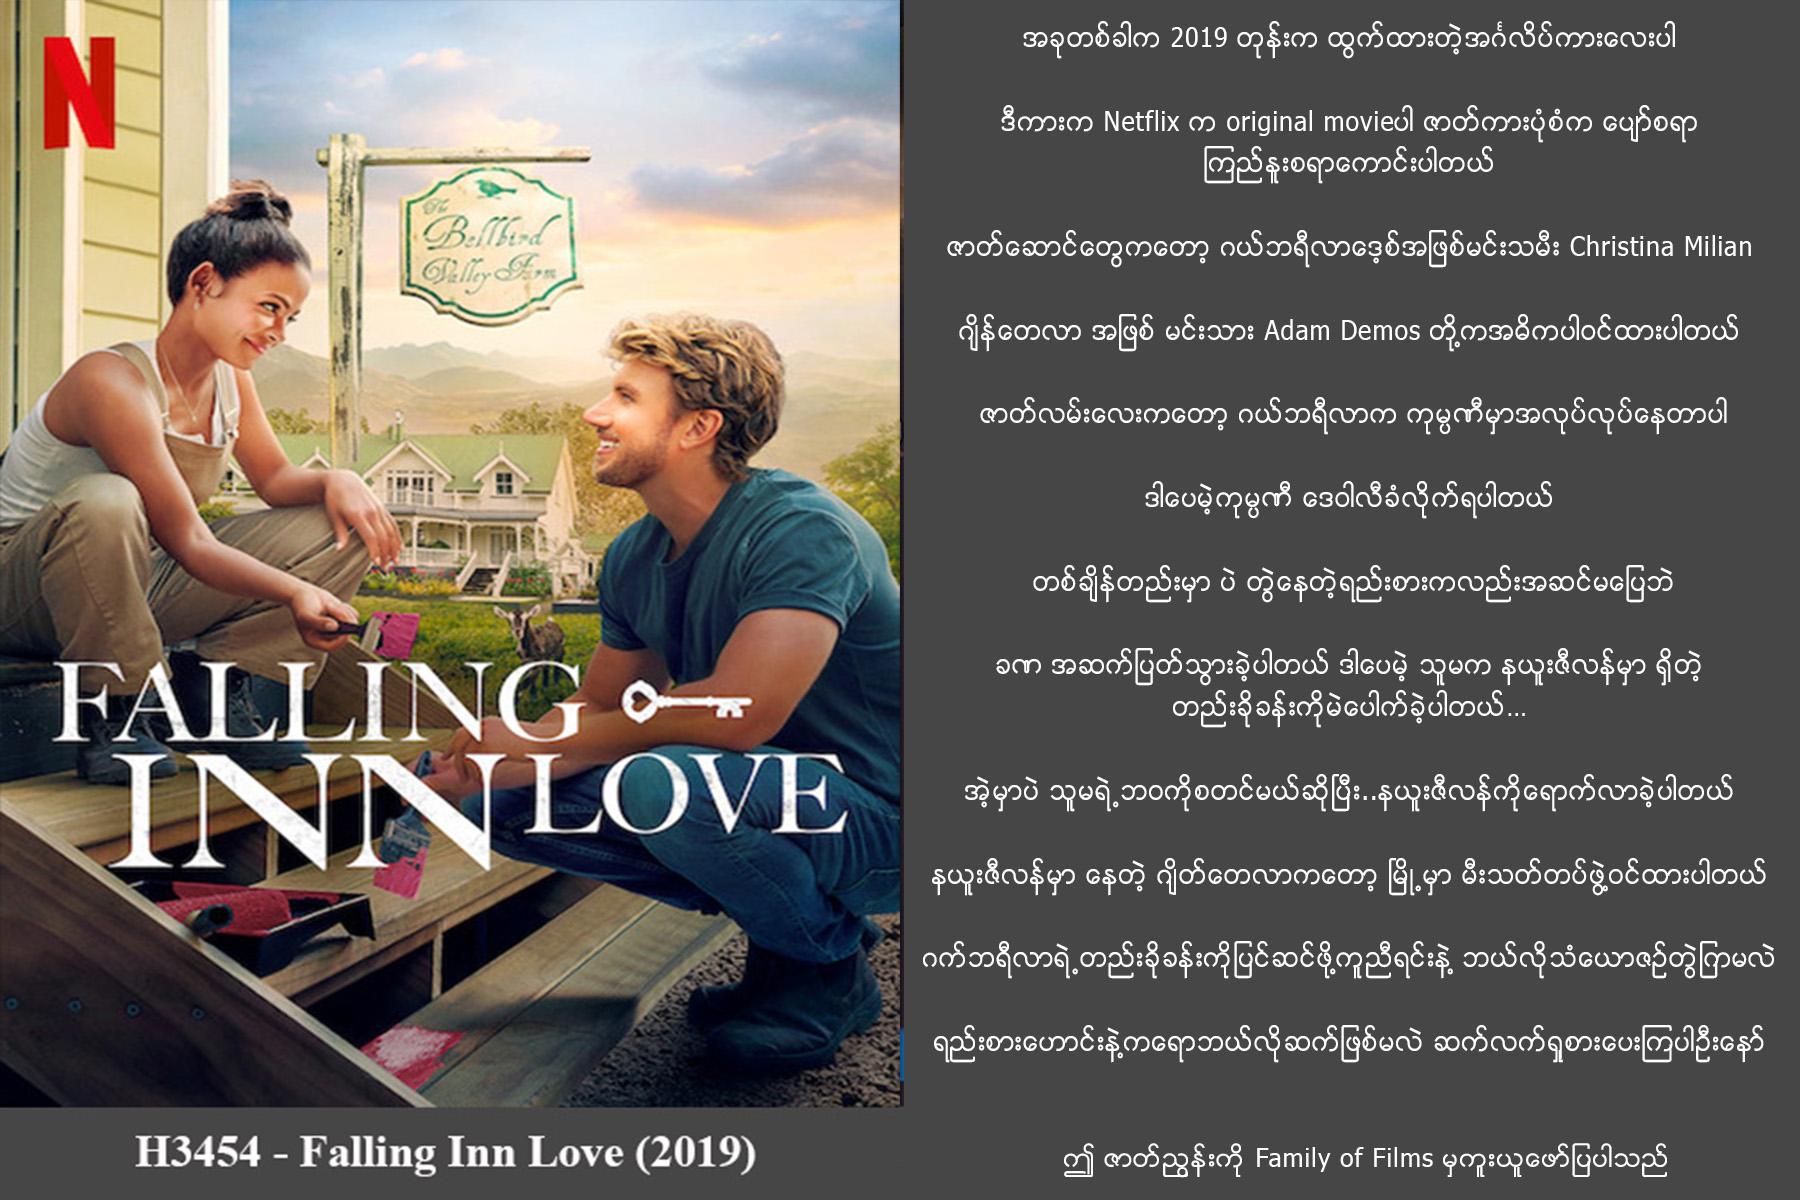 N
The
Bellbird
Valley Farm
FALLING
INN LOVE
H3454 - Falling Inn Love (2019)
အခုတစ်ခါက 2019 တုန်းက ထွက်ထားတဲ့အင်္ဂလိပ်ကားလေးပါ
ဒီကားက Netflix က original movieပါ ဇာတ်ကားပုံစံက ပျော်စရာ
ကြည်နူးစရာကောင်းပါတယ်
ဇာတ်ဆောင်တွေကတော့ ဂယ်ဘရီလာဒေ့စ်အဖြစ်မင်းသမီး Christina Milian
ဂျိန်တေလာ အဖြစ် မင်းသား Adam Demos တို့ကအဓိကပါဝင်ထားပါတယ်
ဇာတ်လမ်းလေးကတော့ ဂယ်ဘရီလာက ကုမ္ပဏီမှာအလုပ်လုပ်နေတာပါ
ဒါပေမဲ့ကုမ္ပဏီ ဒေဝါလီခံလိုက်ရပါတယ်
တစ်ချိန်တည်းမှာ ပဲ တွဲနေတဲ့ရည်းစားကလည်းအဆင်မပြေဘဲ
ခဏ အဆက်ပြတ်သွားခဲ့ပါတယ် ဒါပေမဲ့ သူမက နယူးဇီလန်မှာ ရှိတဲ့
တည်းခိုခန်းကိုမဲပေါက်ခဲ့ပါတယ်...
အဲ့မှာပဲ သူမရဲ့ဘဝကိုစတင်မယ်ဆိုပြီး..နယူးဇီလန်ကိုရောက်လာခဲ့ပါတယ်
နယူးဇီလန်မှာ နေတဲ့ ဂျိတ်တေလာကတော့ မြို့မှာ မီးသတ်တပ်ဖွဲ့ဝင်ထားပါတယ်
ဂက်ဘရီလာရဲ့တည်းခိုခန်းကိုပြင်ဆင်ဖို့ကူညီရင်းနဲ့ ဘယ်လိုသံယောဇဉ်တွဲကြာမလဲ
ရည်းစားဟောင်းနဲ့ကရောဘယ်လိုဆက်ဖြစ်မလဲ ဆက်လက်ရှုစားပေးကြပါဦးနော်
ဤ ဇာတ်ညွန်းကို Family of Films မှကူးယူဖော်ပြပါသည်